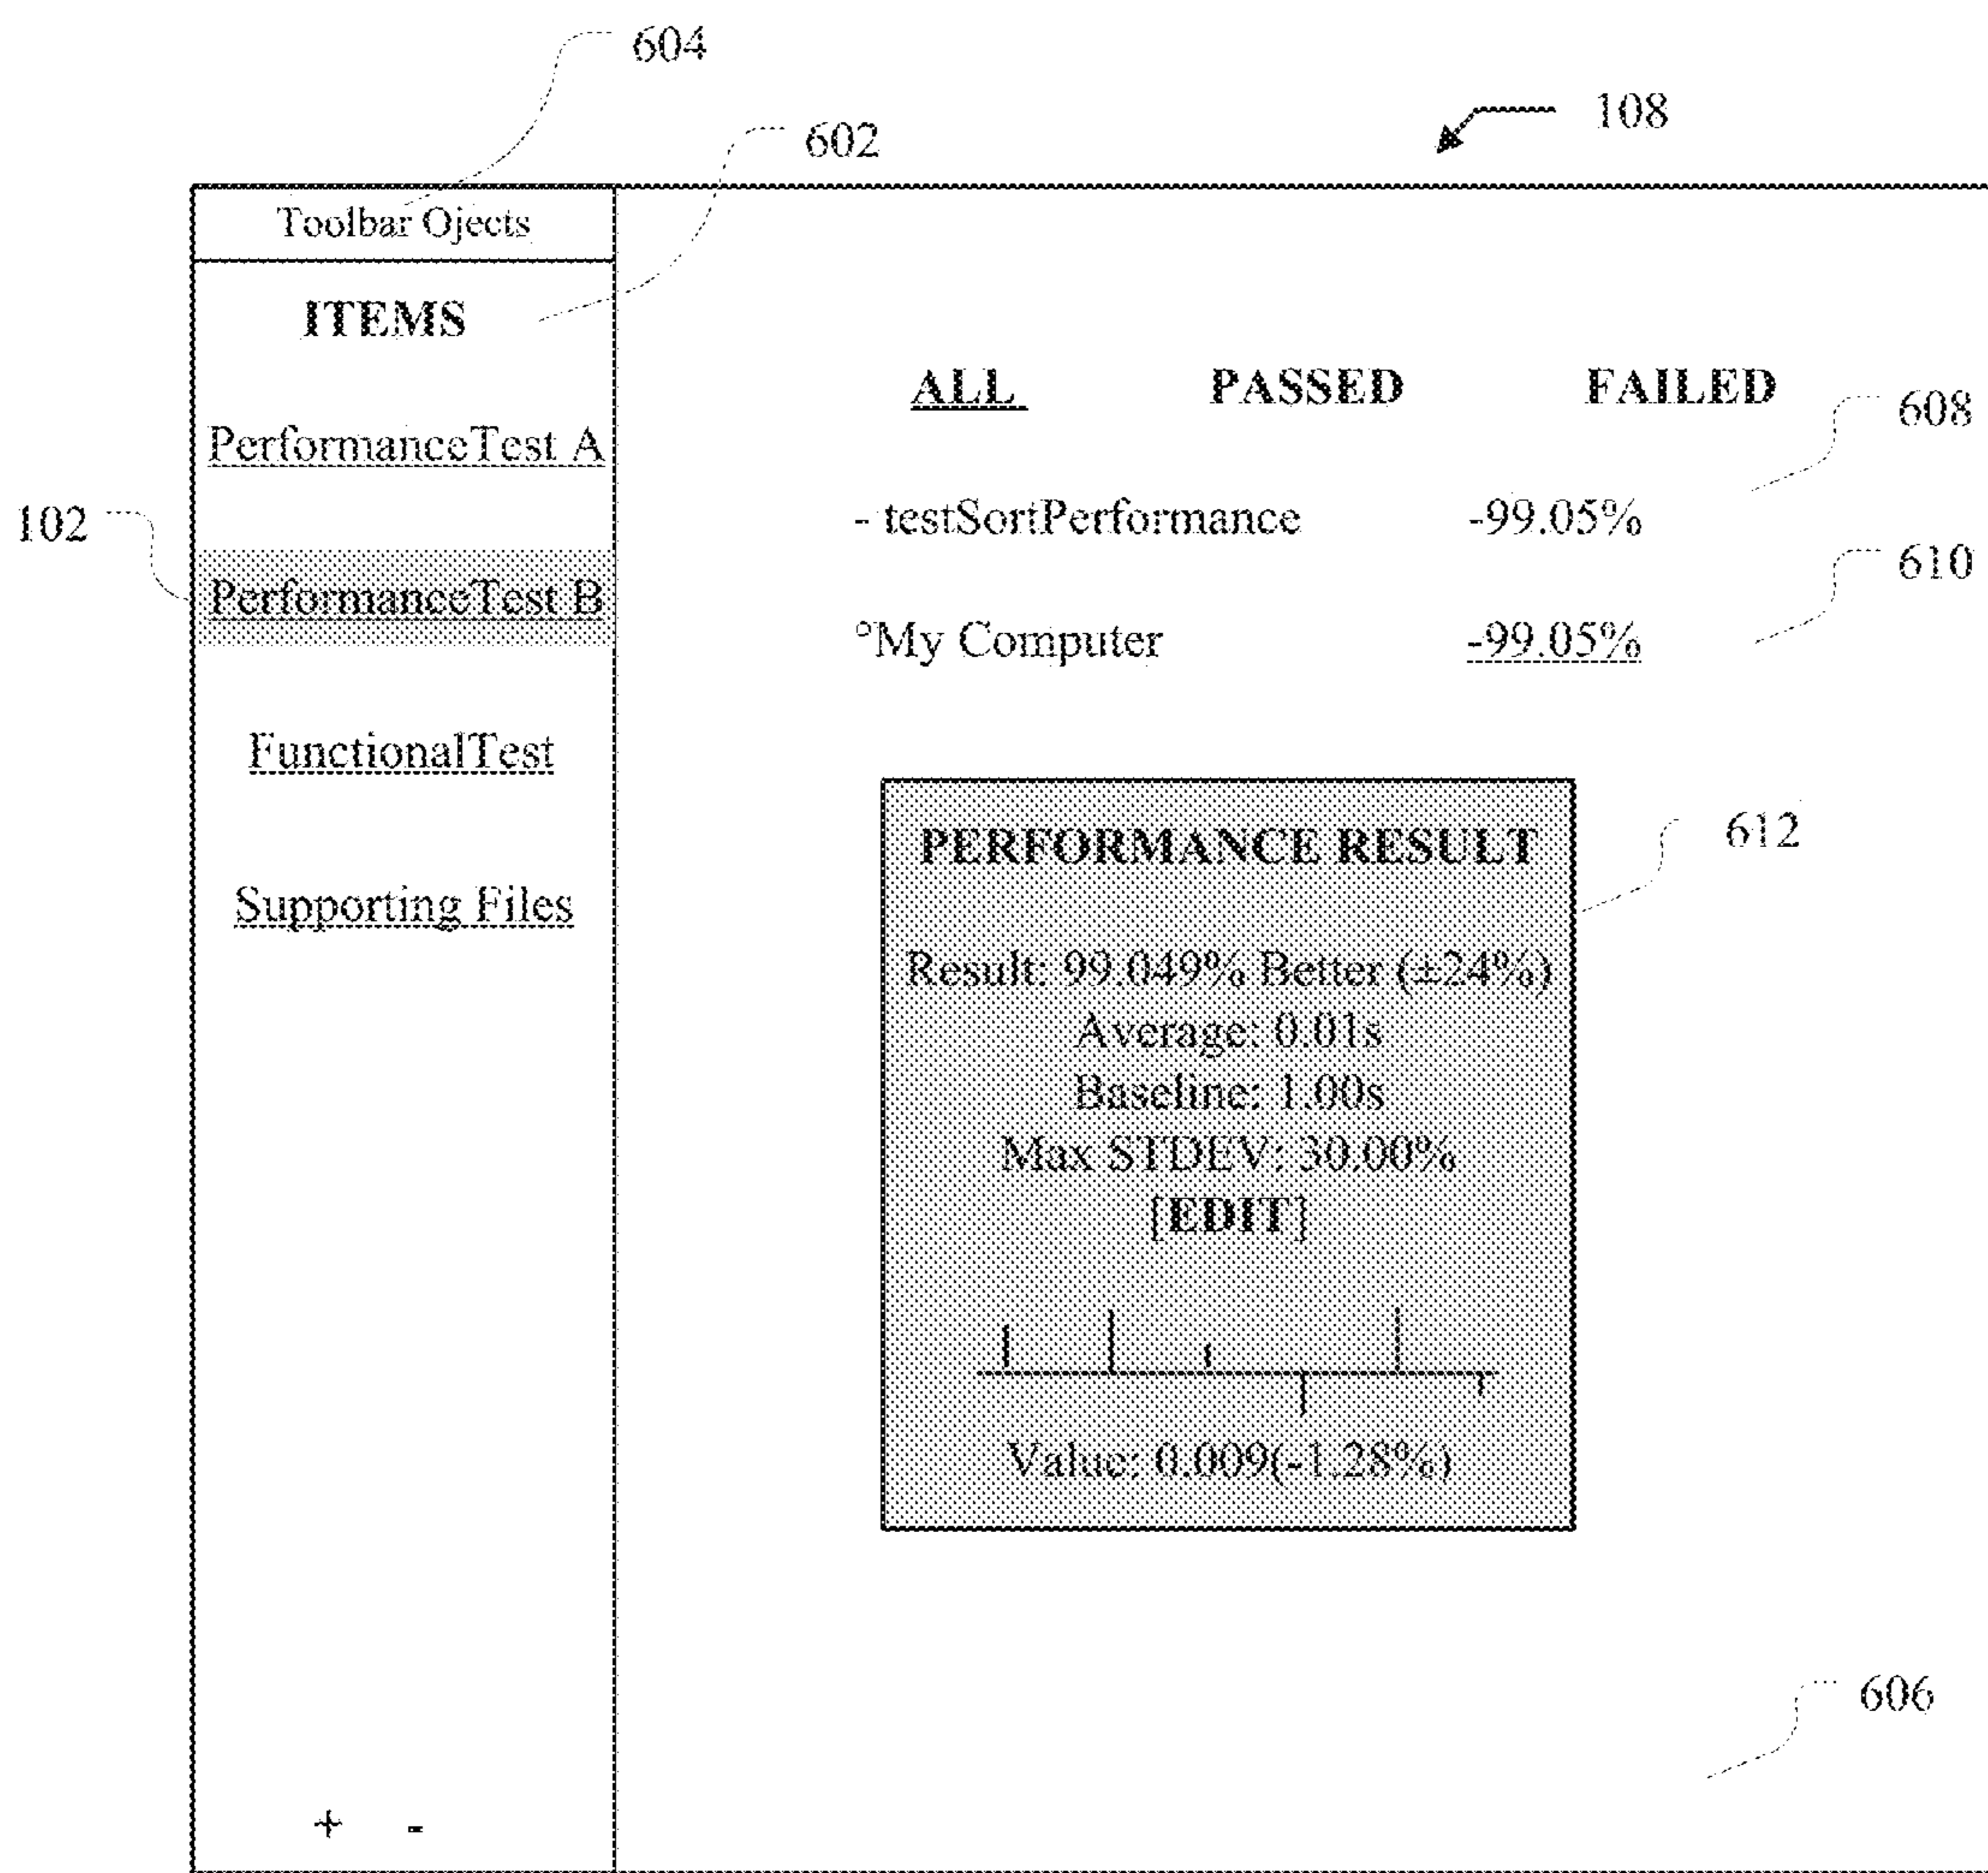 604
602
108
Toolbar Ojects
ITEMS
ALL PASSED FAILED
608
PerformanceTest A
102
- testSortPerformance -99.05%
610
PerformanceTest B
°My Computer -99.05%
FunctionalTest
612
PERFORMANCE RESULT
Supporting Files
Result: 99.049% Better (±24%)
Average: 0.01s
Baseline: 1.00s
Max STDEV: 30.00%
[EDIT]
Value: 0.009(-1.28%)
606
+ -